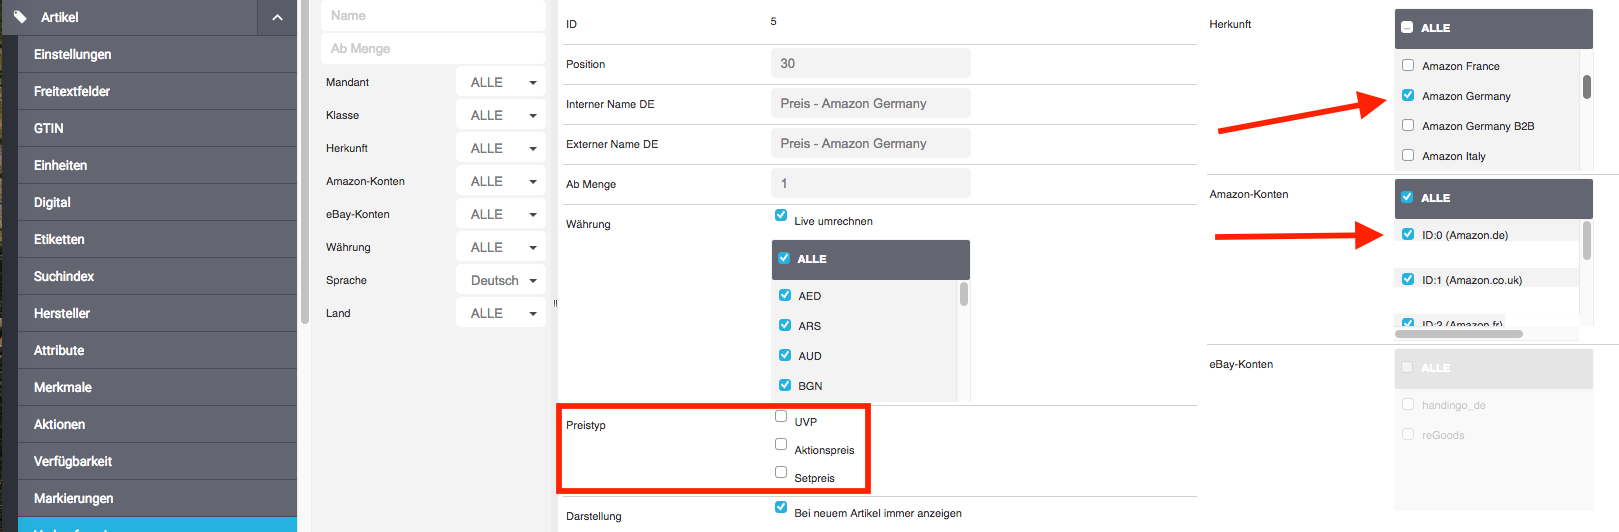 Artikel
Einstellungen
Freitextfelder
GTIN
Einheiten
Digital
Etiketten
Suchindex
Hersteller
Attribute
Merkmale
Aktionen
Verfügbarkeit
Markierungen
Name
Ab Menge
Mandant ALLE
Klasse ALLE
Herkunft ALLE
Amazon-Konten ALLE
eBay-Konten ALLE
Währung ALLE
Sprache Deutsch
Land ALLE
ID 5
Position 30
Interner Name DE Preis - Amazon Germany
Externer Name DE Preis - Amazon Germany
Ab Menge 1
Währung Live umrechnen
ALLE
AED
ARS
AUD
BGN
Preistyp UVP
Aktionspreis
Setpreis
Darstellung Bei neuem Artikel immer anzeigen
Herkunft ALLE
Amazon France
Amazon Germany
Amazon Germany B2B
Amazon Italy
Amazon-Konten ALLE
ID:0 (Amazon.de)
ID:1 (Amazon.co.uk)
ID:2 (Amazon.fr)
eBay-Konten ALLE
handingo_de
reGoods